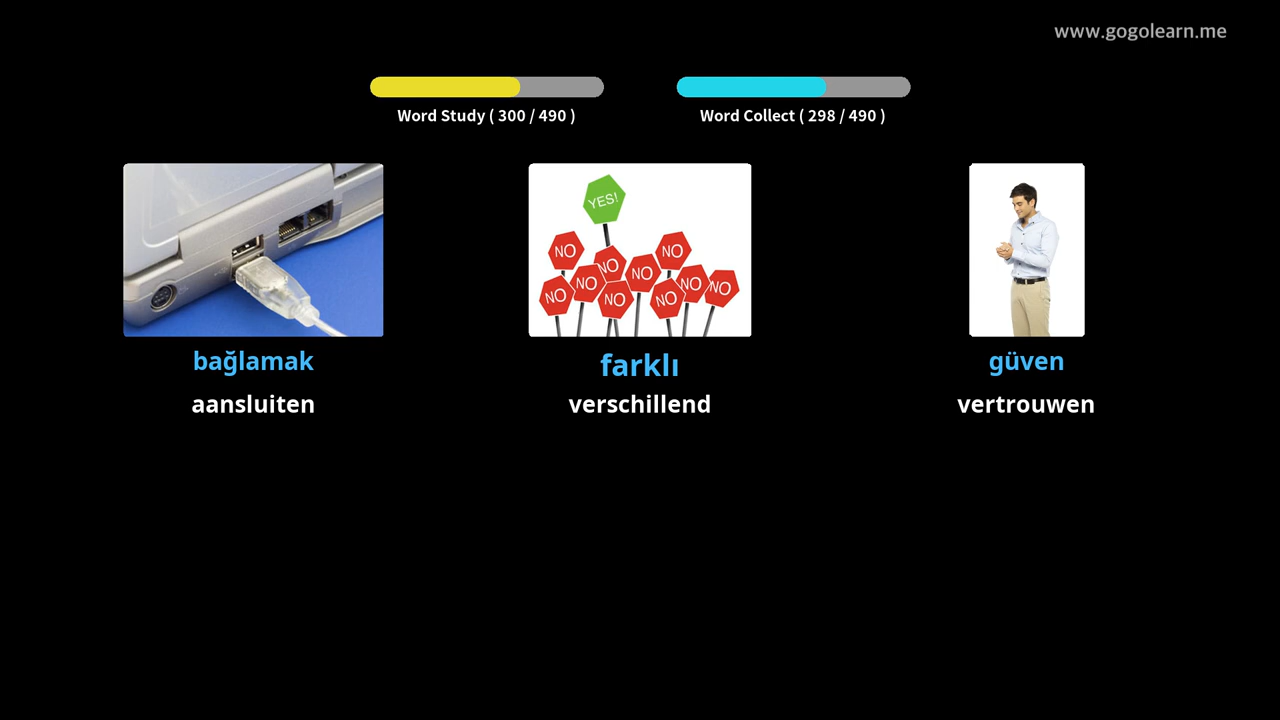 www.gogolearn.me
Word Study ( 300 / 490 )
Word Collect ( 298 / 490 )
YES!
NO
NO
NO
NO
NO
NO
NO
NO
NO
NO
bağlamak
farklı
güven
aansluiten
verschillend
vertrouwen